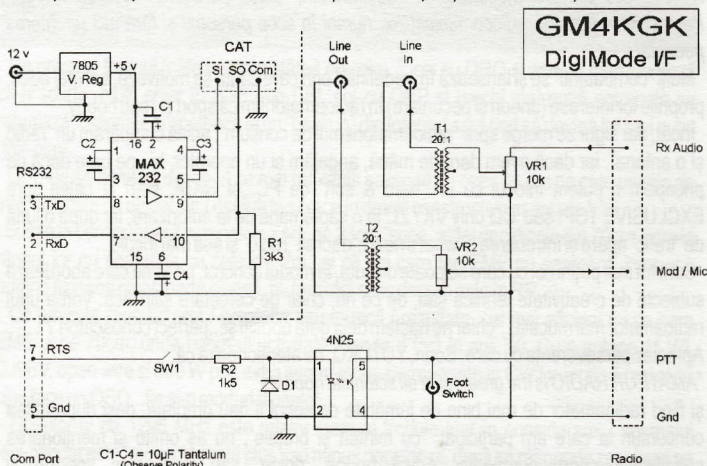 GM4KGK
DigiMode I/F
12 v
7805
V. Reg
+5 v
CAT
SI SO Com
Line
Out
Line
In
C1
16 2
C2
1
3
MAX
232
4
C3
T1
20:1
VR1
10k
Rx Audio
RS232
3
TxD
8
9
2
RxD
7
10
15 6
C4
R1
3k3
T2
20:1
VR2
10k
Mod / Mic
7
RTS
SW1
R2
1k5
D1
4N25
1
5
2
4
Foot
Switch
PTT
5
Gnd
Gnd
Com Port
C1-C4 = 10µF Tantalum
(Observe Polarity)
Radio